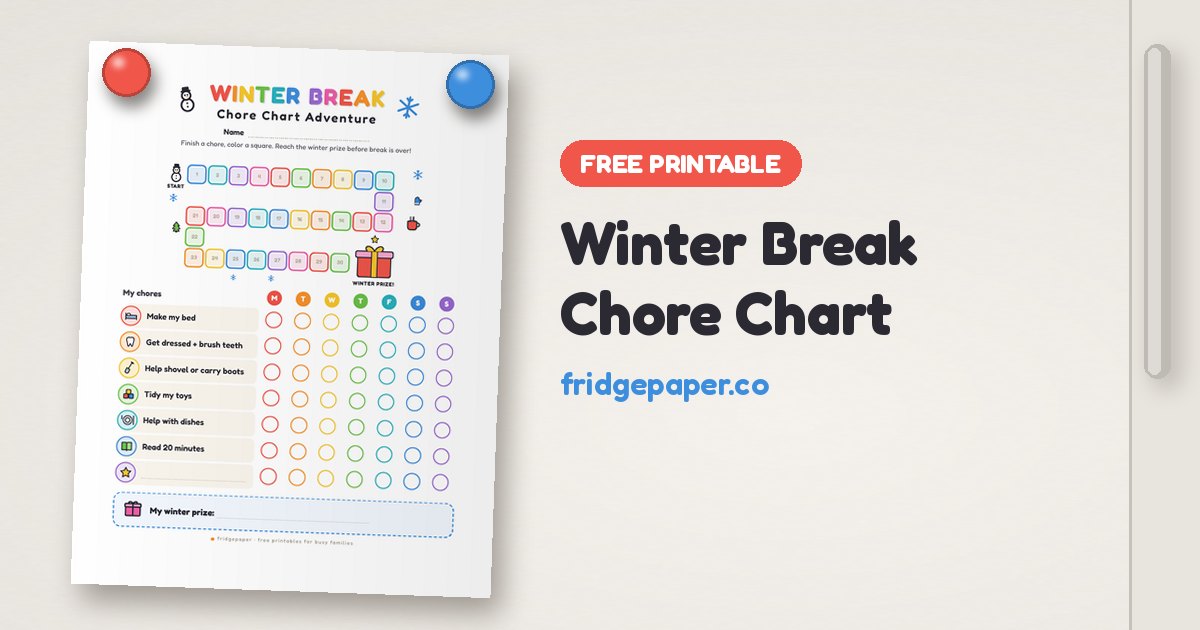 WINTER BREAK
Chore Chart Adventure
Name
Finish a chore, color a square. Reach the winter prize before break is over!
START
1 2 3 4 5 6 7 8 9 10
11
21 20 19 18 17 16 15 14 13 12
22
23 24 25 26 27 28 29 30
WINTER PRIZE!
My chores M T W T F S S
Make my bed
Get dressed + brush teeth
Help shovel or carry boots
Tidy my toys
Help with dishes
Read 20 minutes
My winter prize:
fridgepaper · free printables for busy families
FREE PRINTABLE
Winter Break
Chore Chart
fridgepaper.co